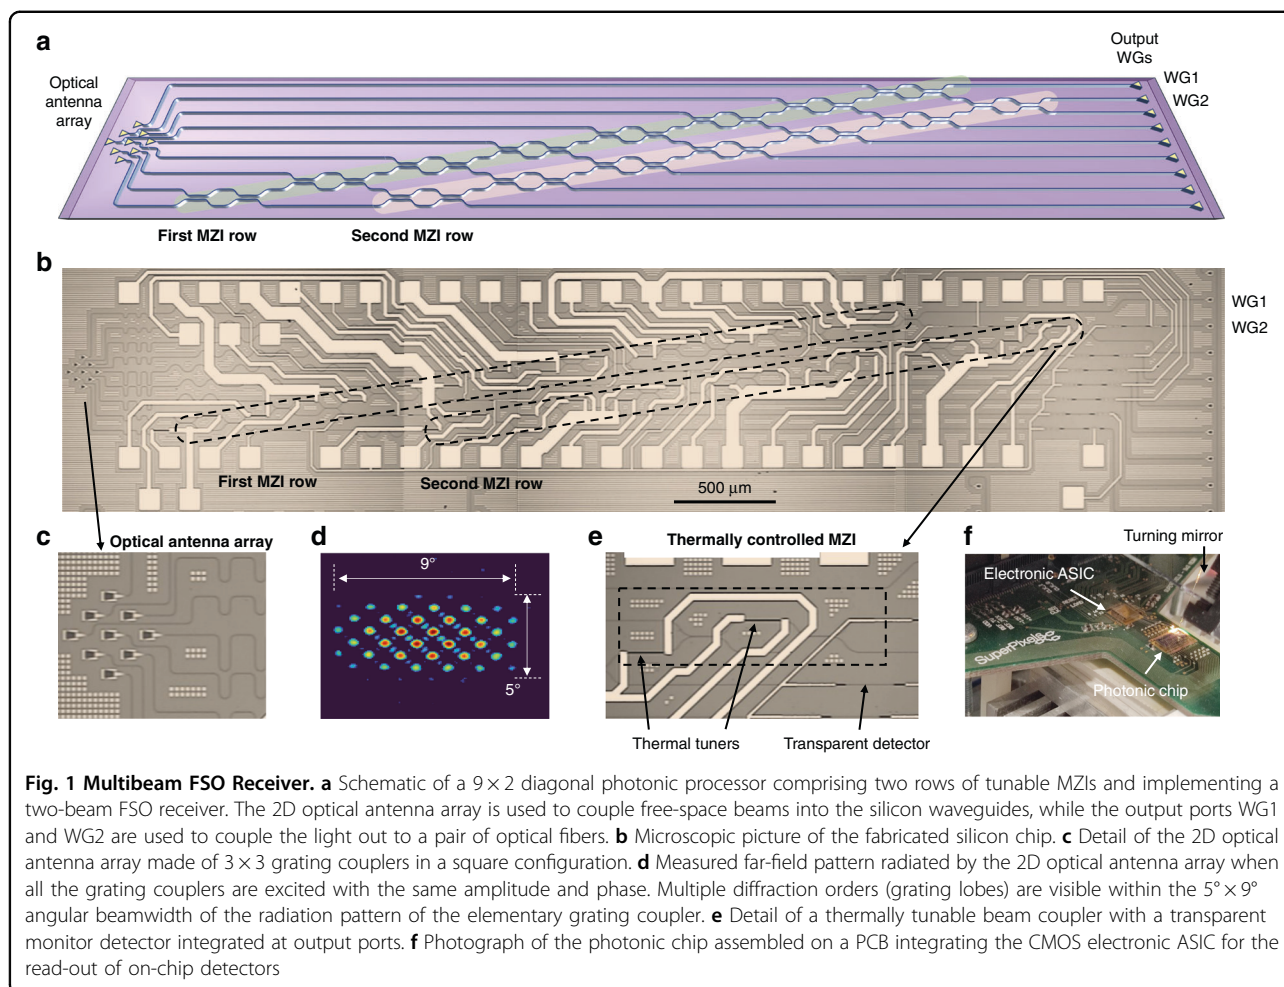 a
Output
WGs
WG1
WG2
Optical
antenna
array
First MZI row
Second MZI row
b
WG1
WG2
First MZI row
Second MZI row
500 μm
c
Optical antenna array
d
9°
5°
e
Thermally controlled MZI
Thermal tuners
Transparent detector
f
Turning mirror
Electronic ASIC
SuperPixels
Photonic chip
Fig. 1 Multibeam FSO Receiver. a Schematic of a 9 × 2 diagonal photonic processor comprising two rows of tunable MZIs and implementing a
two-beam FSO receiver. The 2D optical antenna array is used to couple free-space beams into the silicon waveguides, while the output ports WG1
and WG2 are used to couple the light out to a pair of optical fibers. b Microscopic picture of the fabricated silicon chip. c Detail of the 2D optical
antenna array made of 3 × 3 grating couplers in a square configuration. d Measured far-field pattern radiated by the 2D optical antenna array when
all the grating couplers are excited with the same amplitude and phase. Multiple diffraction orders (grating lobes) are visible within the 5° × 9°
angular beamwidth of the radiation pattern of the elementary grating coupler. e Detail of a thermally tunable beam coupler with a transparent
monitor detector integrated at output ports. f Photograph of the photonic chip assembled on a PCB integrating the CMOS electronic ASIC for the
read-out of on-chip detectors